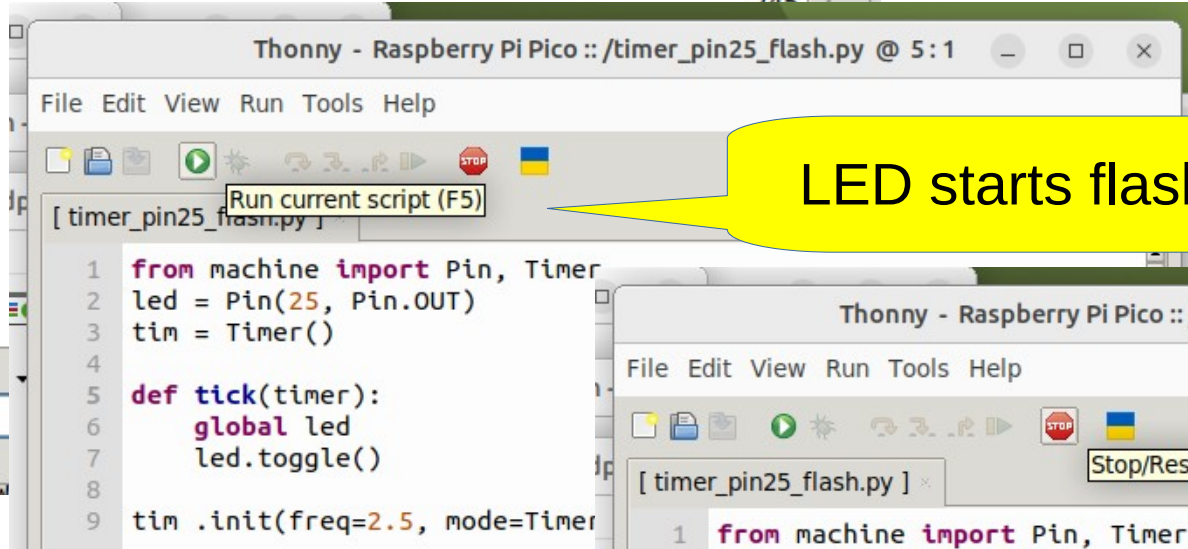 Thonny - Raspberry Pi Pico :: /timer_pin25_flash.py @ 5 : 1
File Edit View Run Tools Help
STOP
Run current script (F5)
LED starts flash
[ timer_pin25_flash.py ]
1 from machine import Pin, Timer
2 led = Pin(25, Pin.OUT)
3 tim = Timer()
4
5 def tick(timer):
6 global led
7 led.toggle()
8
9 tim .init(freq=2.5, mode=Timer
Thonny - Raspberry Pi Pico ::
File Edit View Run Tools Help
STOP
Stop/Res
[ timer_pin25_flash.py ]
1 from machine import Pin, Timer